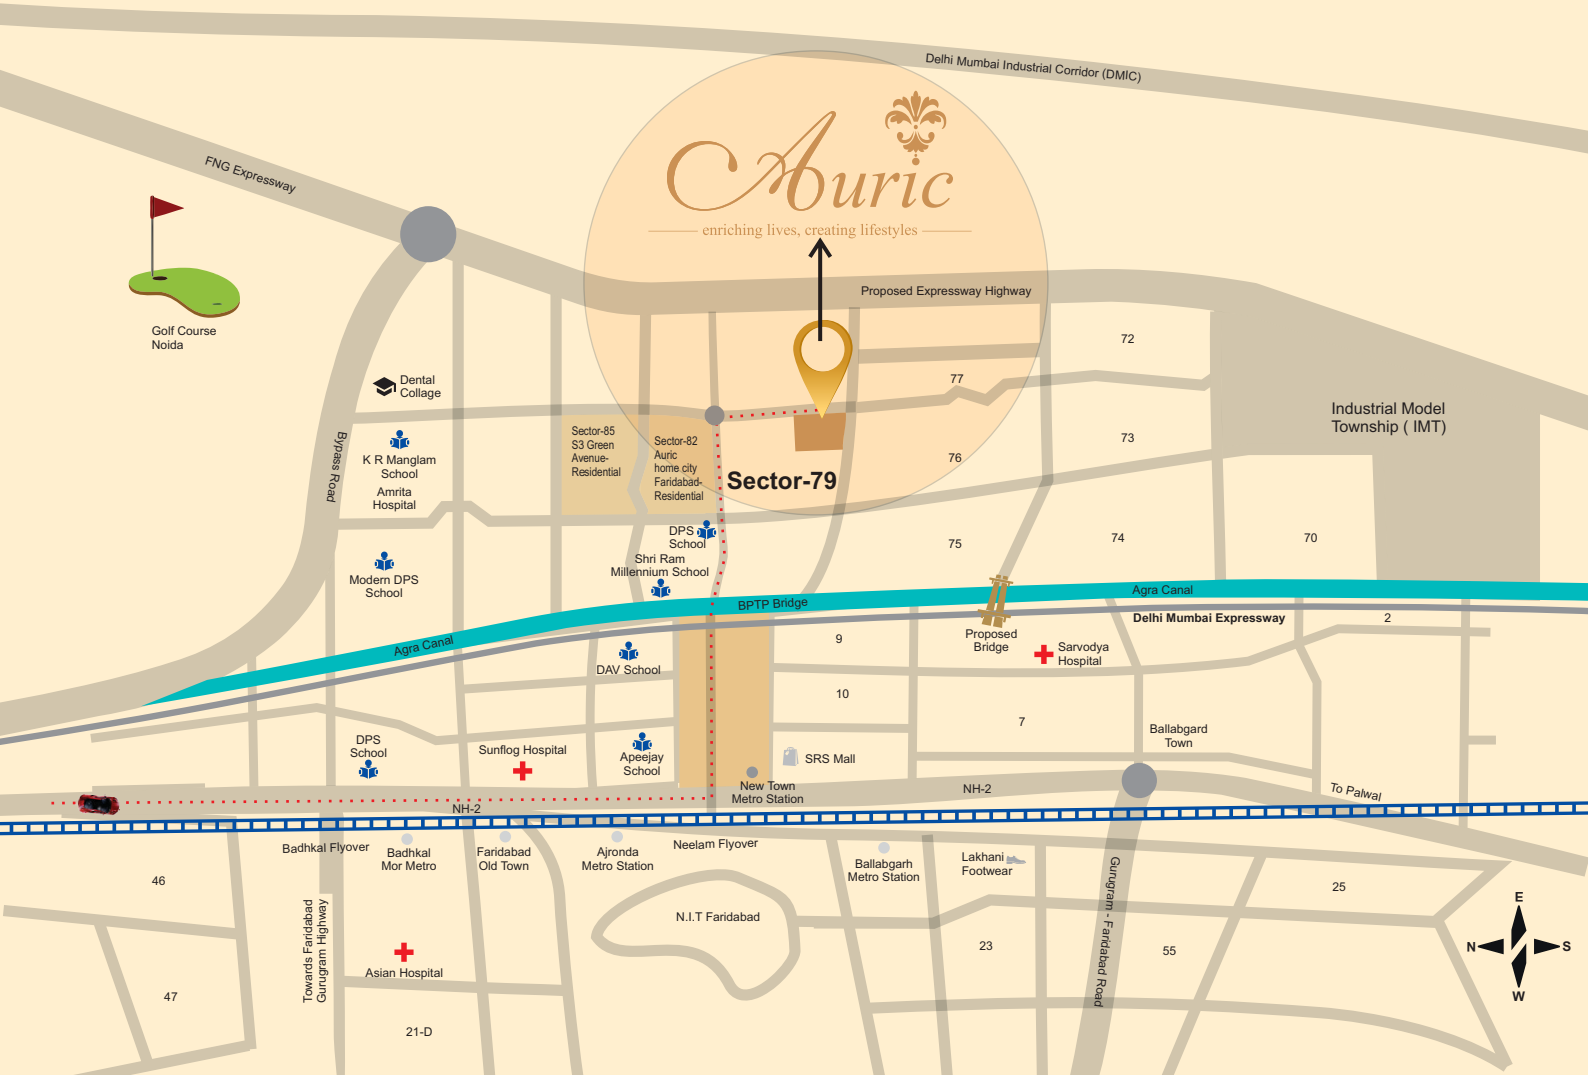 Delhi Mumbai Industrial Corridor (DMIC)
Auric
enriching lives, creating lifestyles
FNG Expressway
Proposed Expressway Highway
Golf Course
Noida
72
77
Dental
Collage
Industrial Model
Township ( IMT)
Bypass Road
K R Manglam
School
Amrita
Hospital
Sector-85
S3 Green
Avenue-
Residential
Sector-82
Auric
home city
Faridabad-
Residential
Sector-79
76
73
DPS
School
Shri Ram
Millennium School
75
74
70
Modern DPS
School
BPTP Bridge
Agra Canal
Agra Canal
Delhi Mumbai Expressway
2
Proposed
Bridge
Sarvodya
Hospital
9
DAV School
10
7
Ballabgard
Town
DPS
School
Sunflog Hospital
Apeejay
School
SRS Mall
New Town
Metro Station
NH-2
NH-2
To Palwal
Badhkal Flyover
Badhkal
Mor Metro
Faridabad
Old Town
Ajronda
Metro Station
Neelam Flyover
Ballabgarh
Metro Station
Lakhani
Footwear
Gurugram - Faridabad Road
46
25
Towards Faridabad
Gurugram Highway
N.I.T Faridabad
23
55
Asian Hospital
47
21-D
E
N
S
W